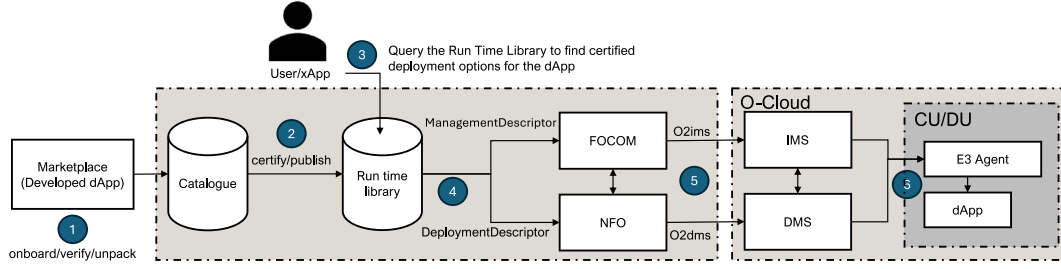 3
Query the Run Time Library to find certified
deployment options for the dApp
User/xApp
O-Cloud
CU/DU
2
certify/publish
ManagementDescriptor
FOCOM
O2ims
IMS
E3 Agent
Marketplace
(Developed dApp)
Catalogue
Run time
library
4
5
6
1
onboard/verify/unpack
DeploymentDescriptor
NFO
O2dms
DMS
dApp